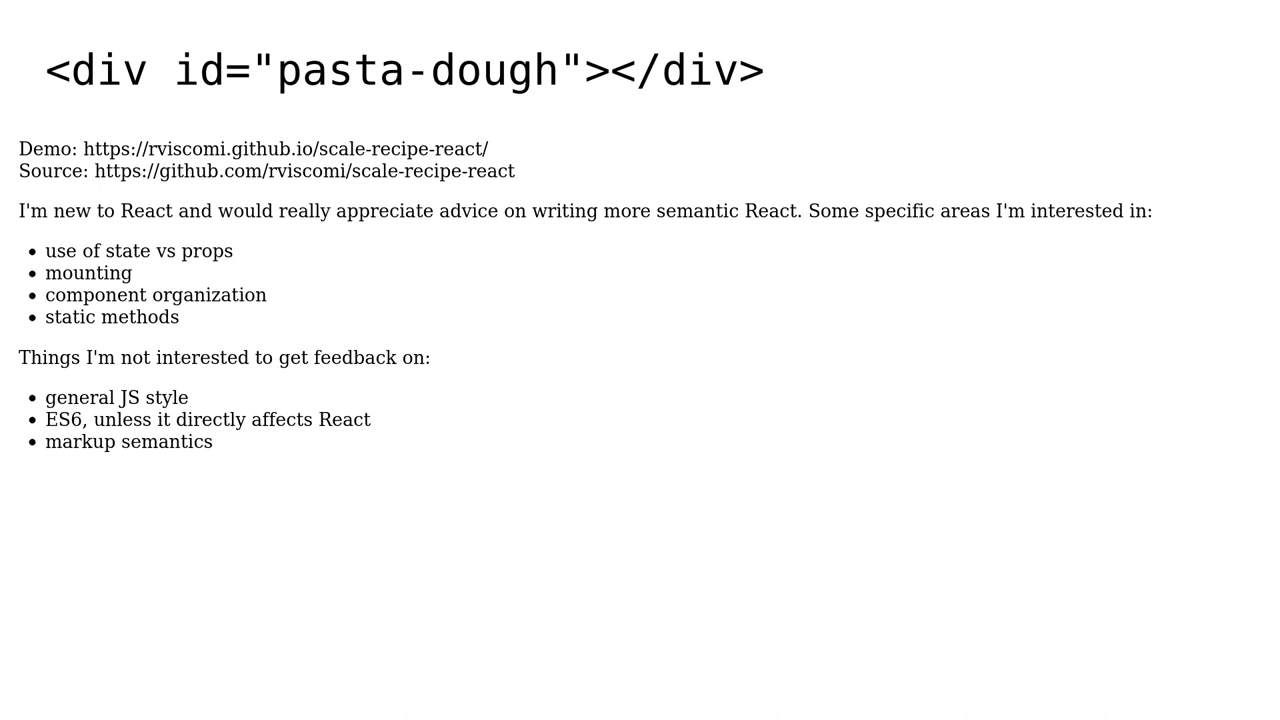 <div id="pasta-dough"></div>
Demo: https://rviscomi.github.io/scale-recipe-react/
Source: https://github.com/rviscomi/scale-recipe-react
I'm new to React and would really appreciate advice on writing more semantic React. Some specific areas I'm interested in:
• use of state vs props
• mounting
• component organization
• static methods
Things I'm not interested to get feedback on:
• general JS style
• ES6, unless it directly affects React
• markup semantics